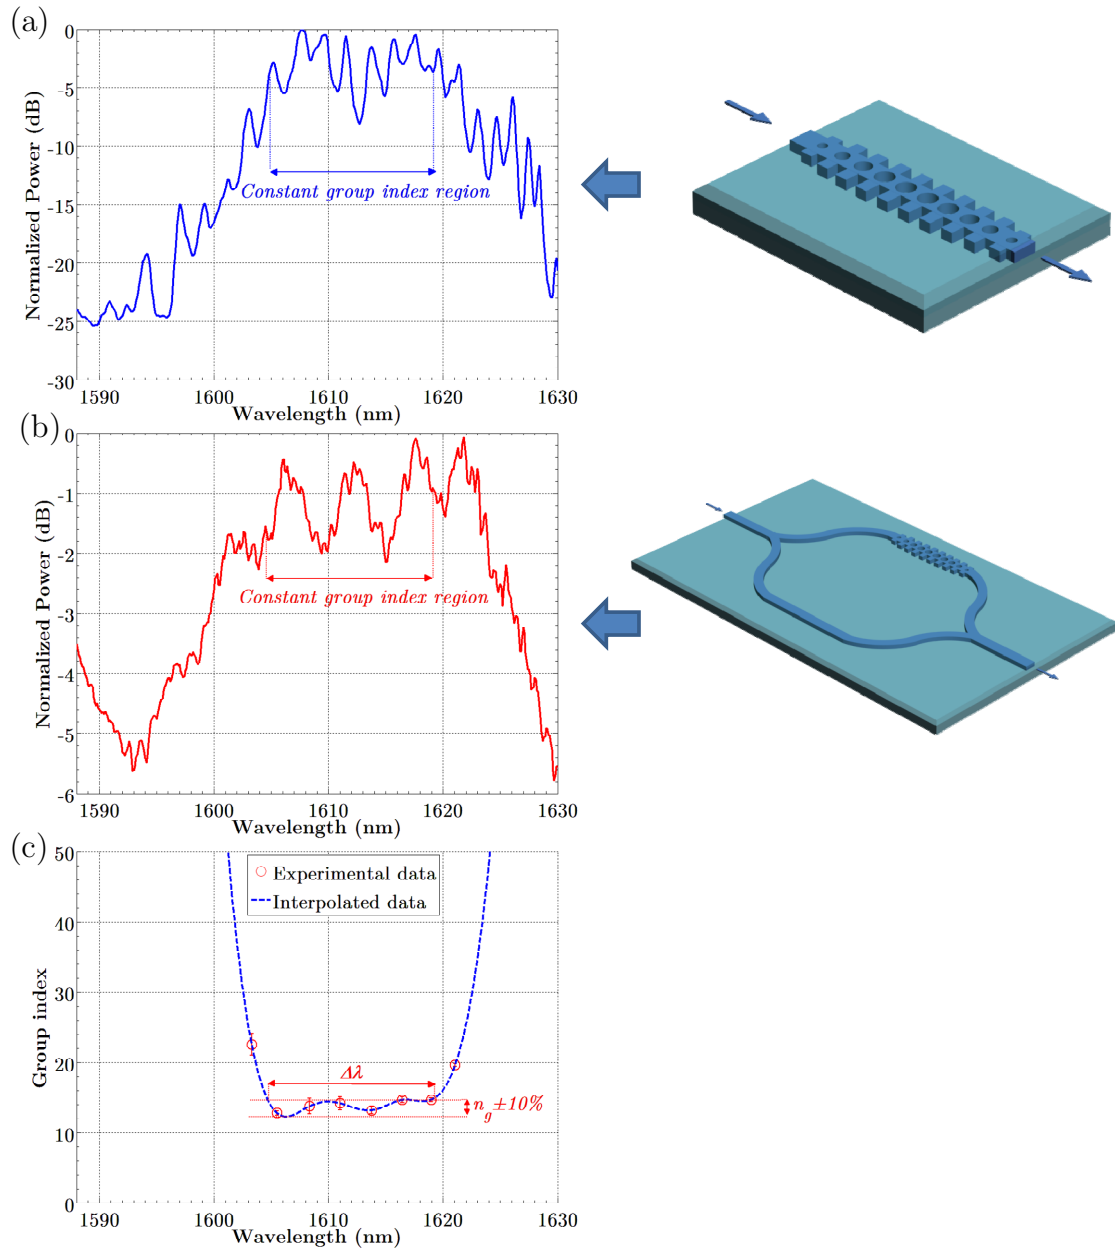 (a)
Normalized Power (dB)
0
-5
-10
-15
-20
-25
-30
Constant group index region
1590 1600 1610 1620 1630
Wavelength (nm)
(b)
Normalized Power (dB)
0
-1
-2
-3
-4
-5
-6
Constant group index region
1590 1600 1610 1620 1630
Wavelength (nm)
(c)
Group index
50
40
30
20
10
0
Experimental data
Interpolated data
Δλ
n_g ±10%
1590 1600 1610 1620 1630
Wavelength (nm)